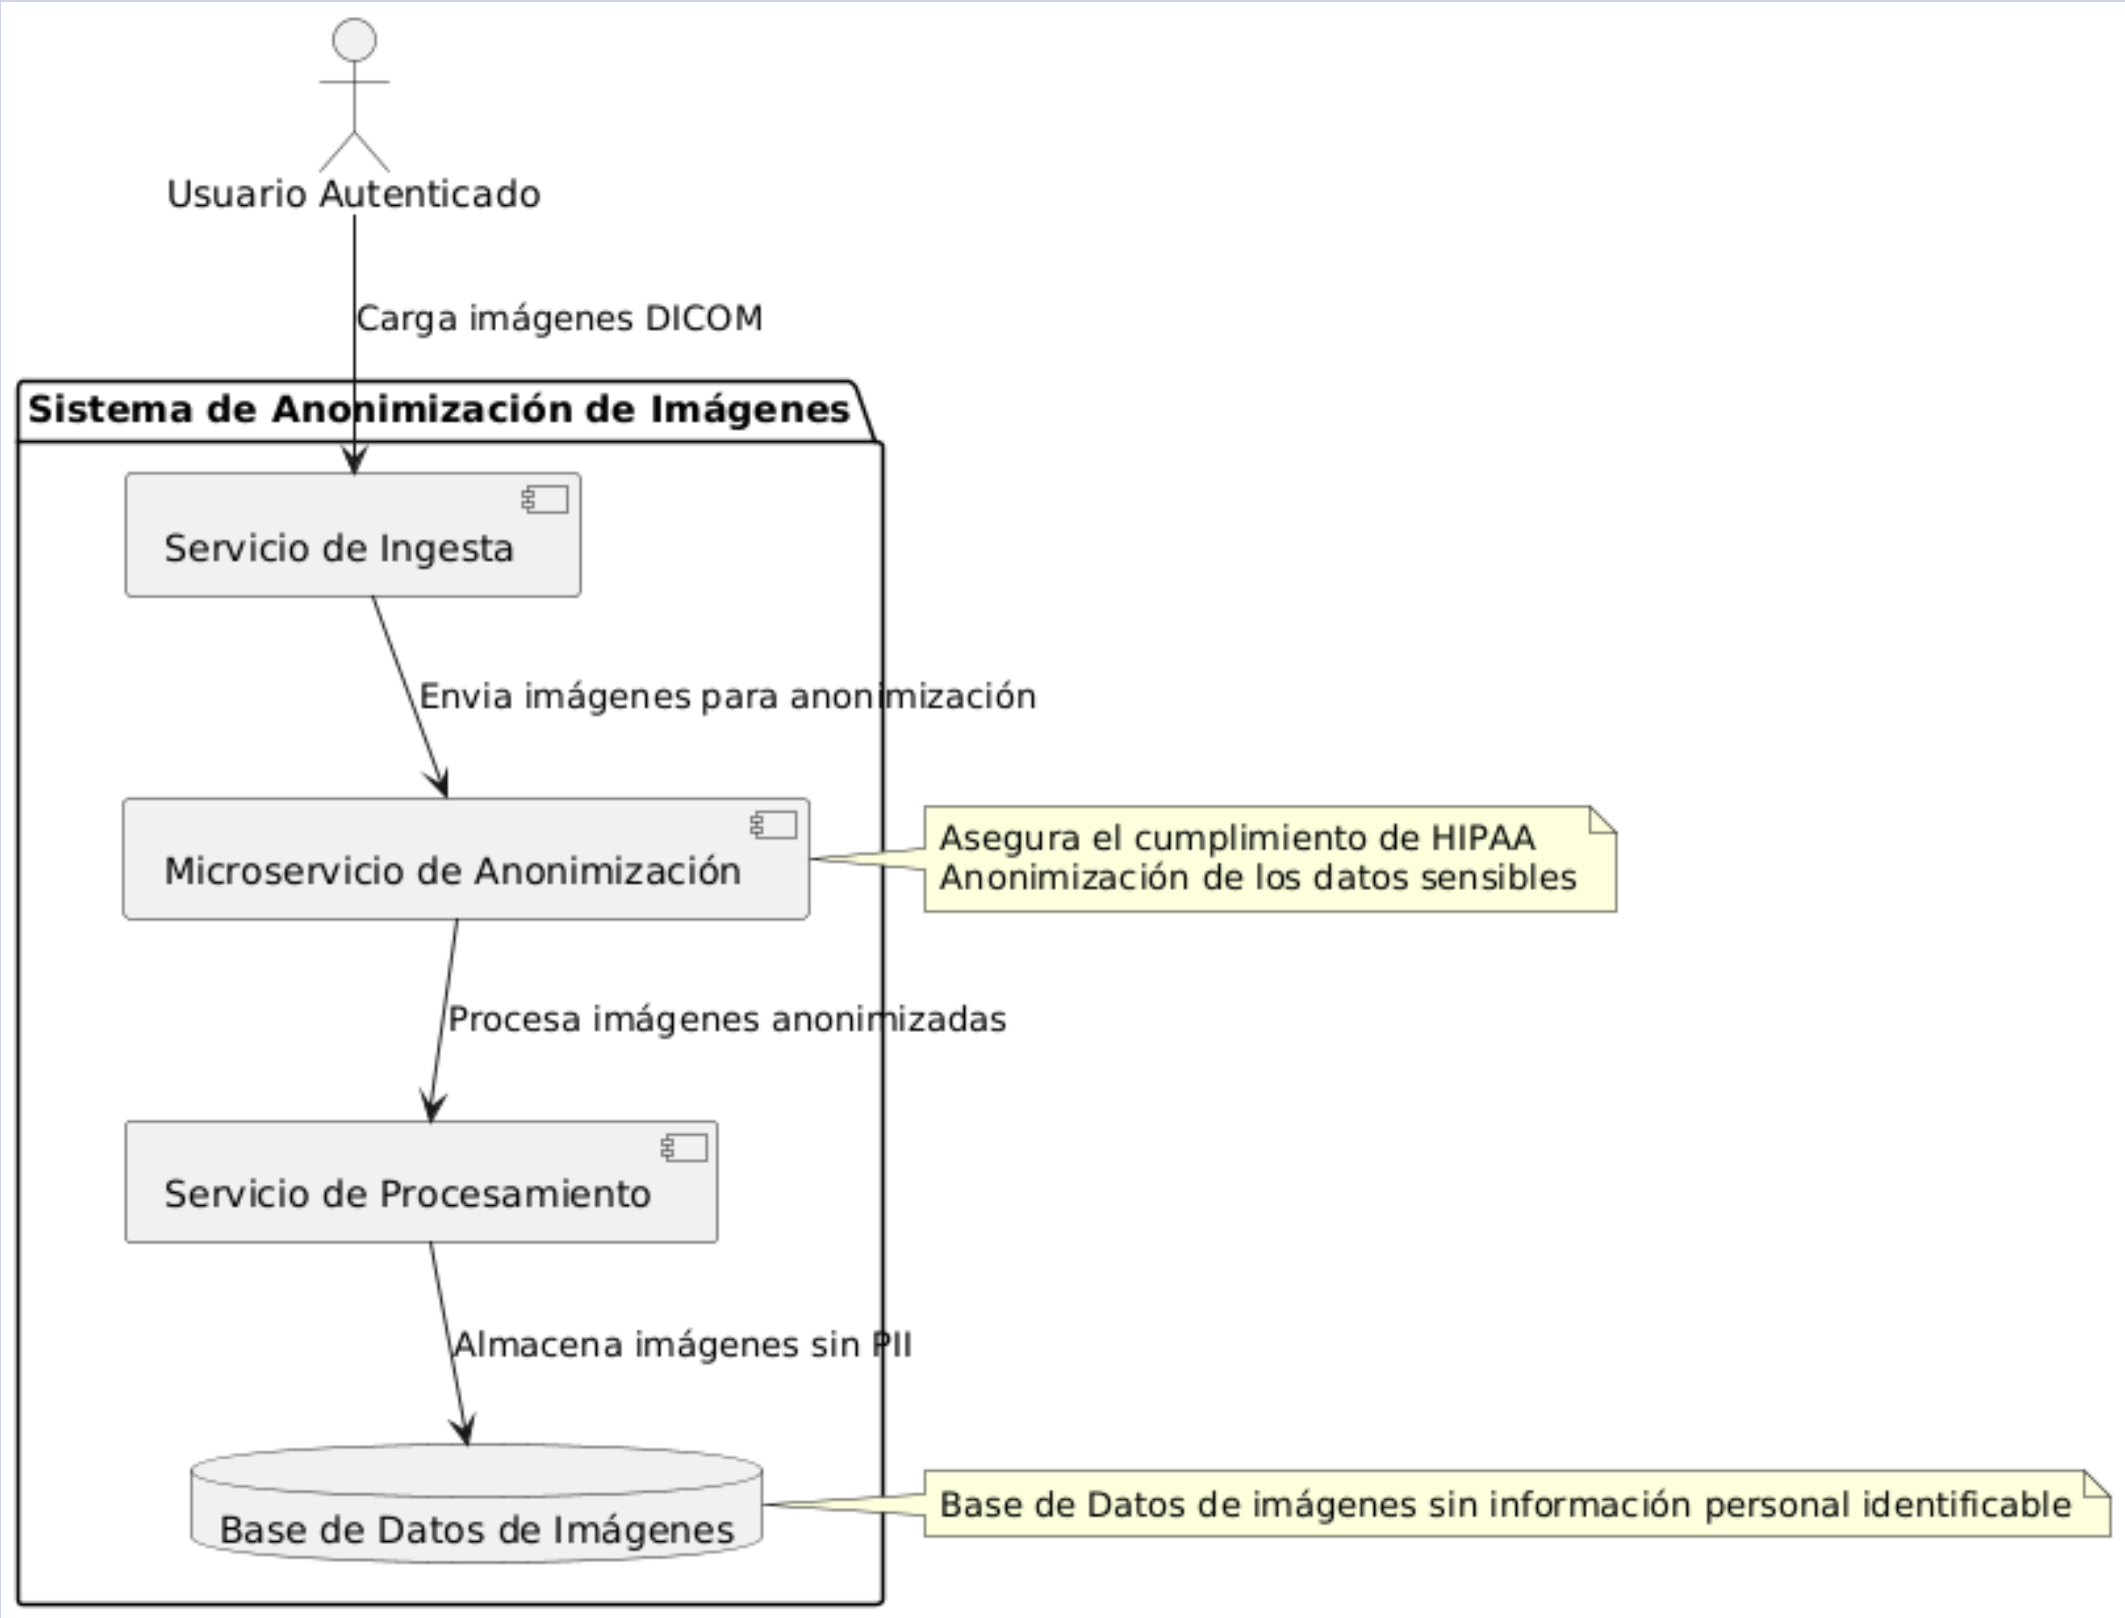 Usuario Autenticado
Carga imágenes DICOM
Sistema de Anonimización de Imágenes
Servicio de Ingesta
Envia imágenes para anonimización
Microservicio de Anonimización
Asegura el cumplimiento de HIPAA
Anonimización de los datos sensibles
Procesa imágenes anonimizadas
Servicio de Procesamiento
Almacena imágenes sin PII
Base de Datos de Imágenes
Base de Datos de imágenes sin información personal identificable